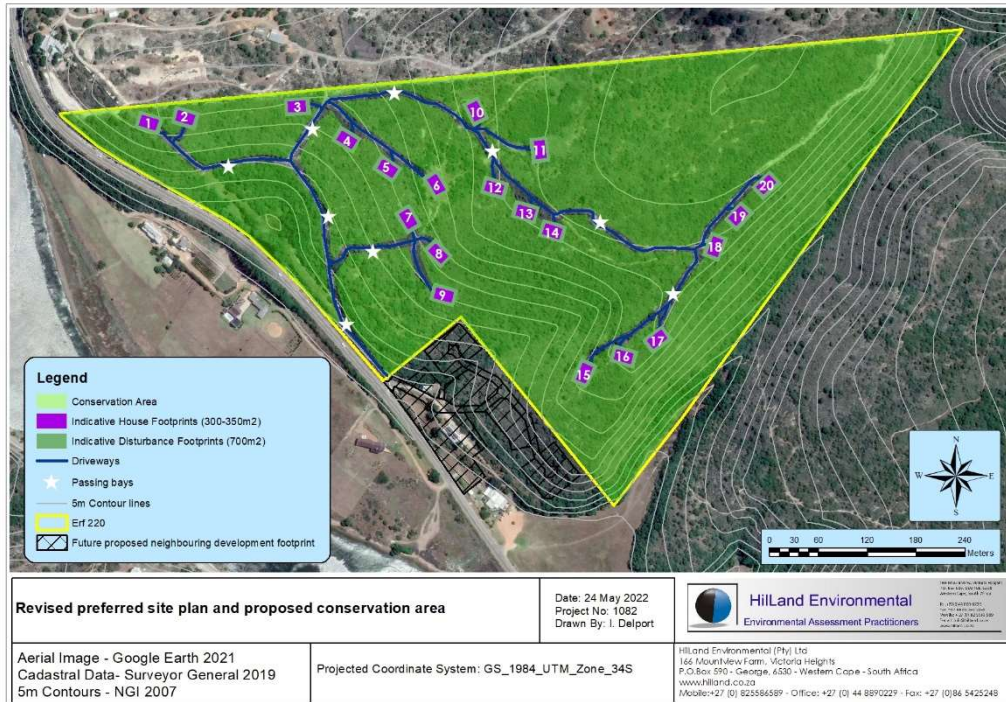 1
2
3
4
5
6
7
8
9
10
11
12
13
14
15
16
17
18
19
20
Legend
Conservation Area
Indicative House Footprints (300-350m2)
Indicative Disturbance Footprints (700m2)
Driveways
Passing bays
5m Contour lines
Erf 220
Future proposed neighbouring development footprint
N
W E
S
0 30 60 120 180 240
Meters
Revised preferred site plan and proposed conservation area
Date: 24 May 2022
Project No: 1082
Drawn By: I. Delport
HilLand Environmental
Environmental Assessment Practitioners
Aerial Image - Google Earth 2021
Cadastral Data- Surveyor General 2019
5m Contours - NGI 2007
Projected Coordinate System: GS_1984_UTM_Zone_34S
HilLand Environmental (Pty) Ltd
166 Mountview Farm, Victoria Heights
P.O.Box 590 - George, 6530 - Western Cape - South Africa
www.hilland.co.za
Mobile:+27 (0) 825586589 - Office: +27 (0) 44 8890229 - Fax: +27 (0)86 5425248